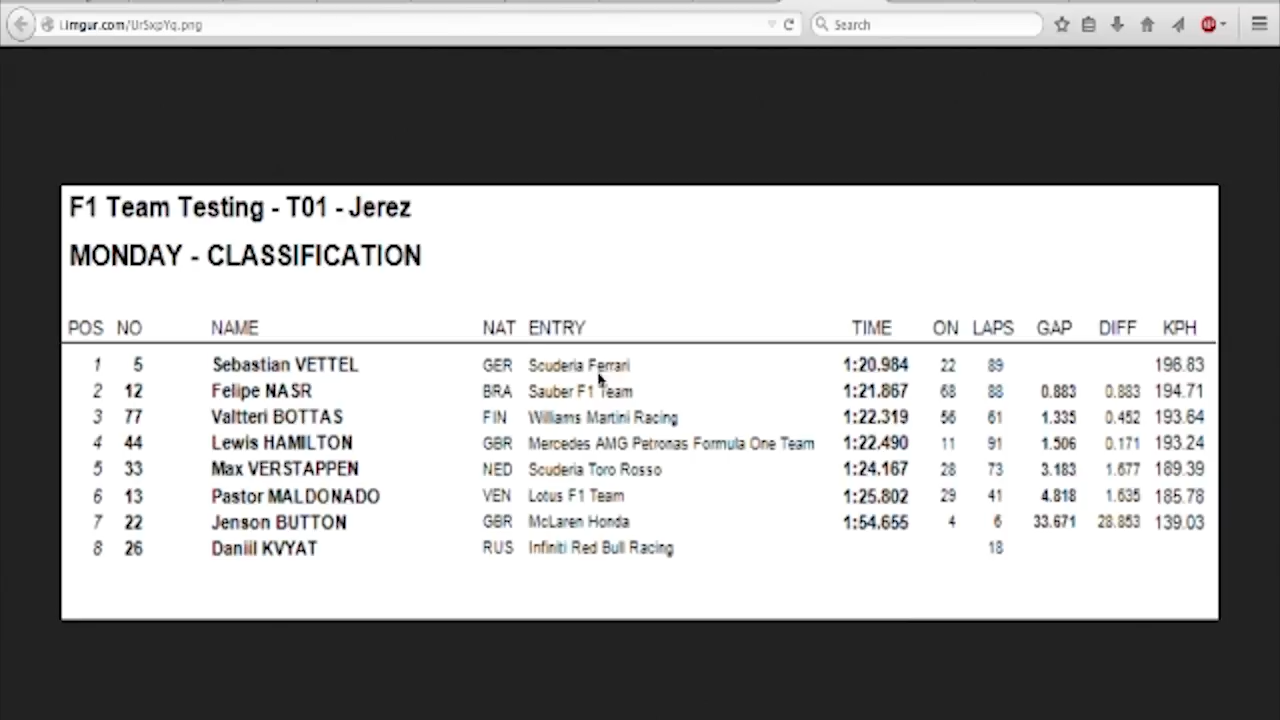 i.imgur.com/UrSxpYq.png
Search
F1 Team Testing - T01 - Jerez
MONDAY - CLASSIFICATION
POS NO NAME NAT ENTRY TIME ON LAPS GAP DIFF KPH
1 5 Sebastian VETTEL GER Scuderia Ferrari 1:20.984 22 89 196.83
2 12 Felipe NASR BRA Sauber F1 Team 1:21.867 68 88 0.883 0.883 194.71
3 77 Valtteri BOTTAS FIN Williams Martini Racing 1:22.319 56 61 1.335 0.452 193.64
4 44 Lewis HAMILTON GBR Mercedes AMG Petronas Formula One Team 1:22.490 11 91 1.506 0.171 193.24
5 33 Max VERSTAPPEN NED Scuderia Toro Rosso 1:24.167 28 73 3.183 1.677 189.39
6 13 Pastor MALDONADO VEN Lotus F1 Team 1:25.802 29 41 4.818 1.635 185.78
7 22 Jenson BUTTON GBR McLaren Honda 1:54.655 4 6 33.671 28.853 139.03
8 26 Daniil KVYAT RUS Infiniti Red Bull Racing 18